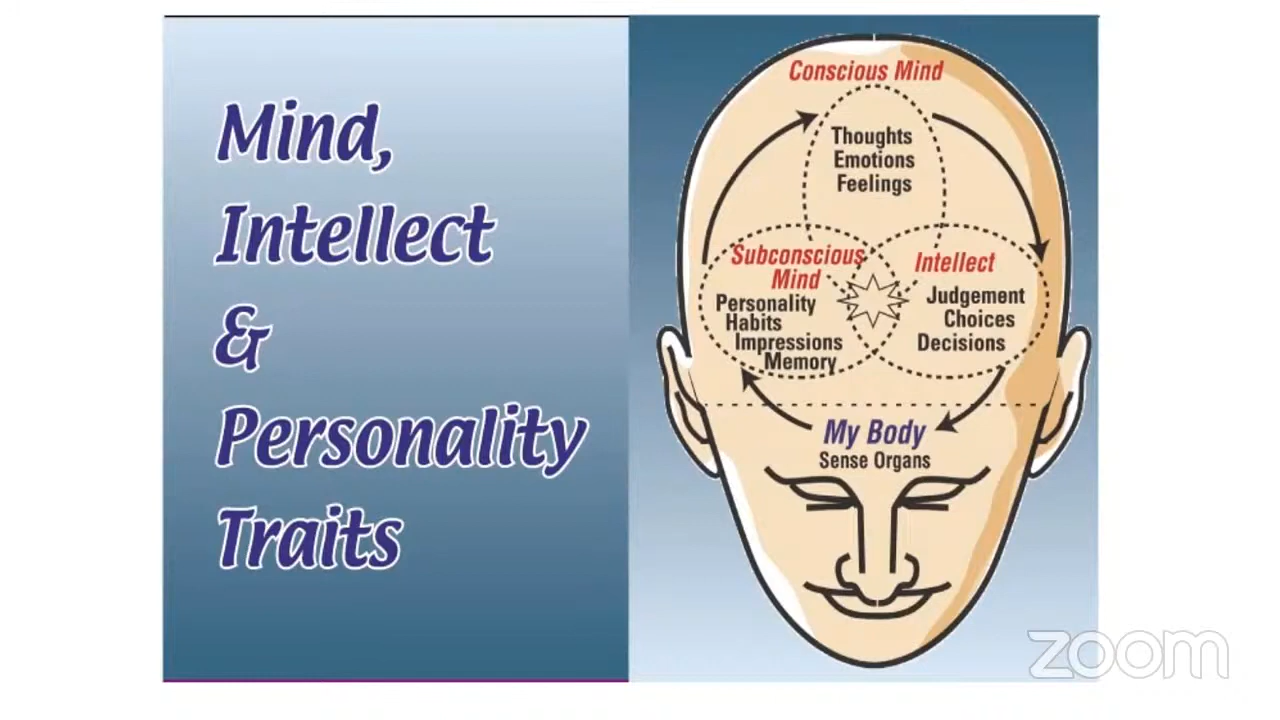 Mind,
Intellect
&
Personality
Traits
Conscious Mind
Thoughts
Emotions
Feelings
Subconscious
Mind
Personality
Habits
Impressions
Memory
Intellect
Judgement
Choices
Decisions
My Body
Sense Organs
zoom